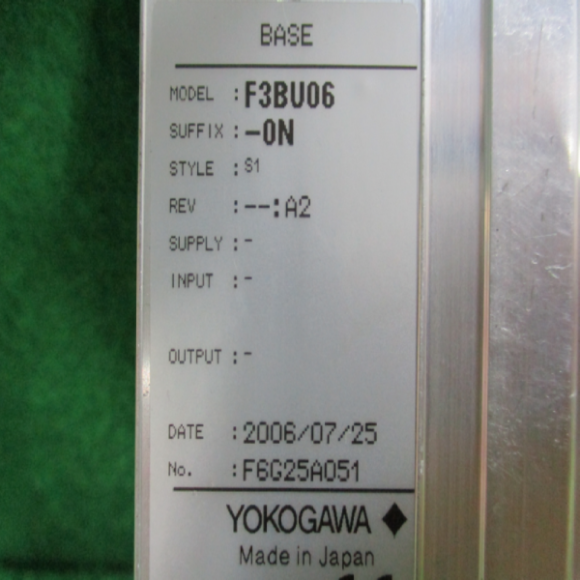 BASE
MODEL :F3BU06
SUFFIX :-0N
STYLE :S1
REV :--:A2
SUPPLY :-
INPUT :-
OUTPUT :-
DATE :2006/07/25
No. :F6G25A051
YOKOGAWA
Made in Japan